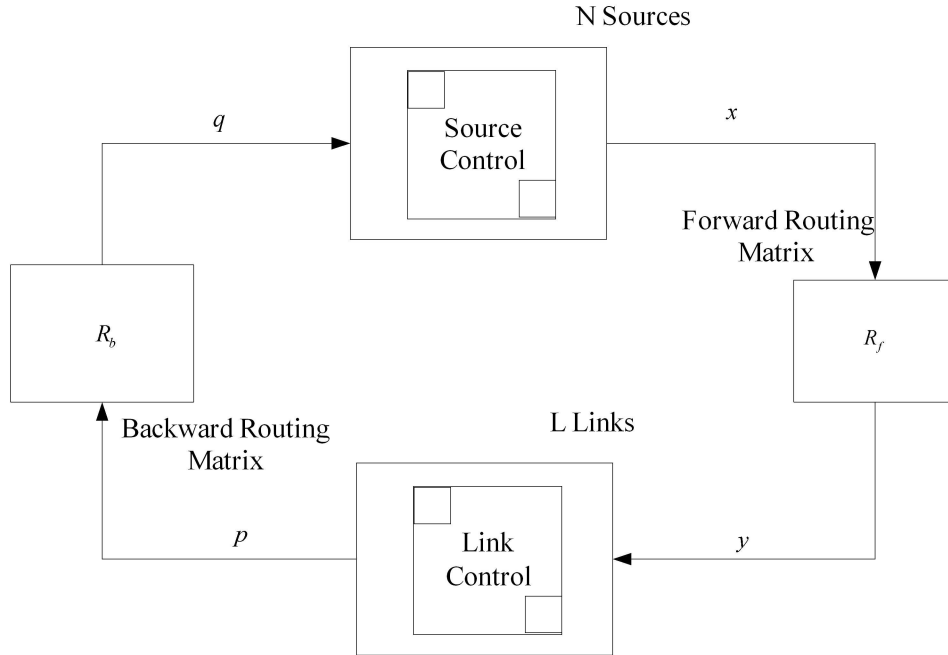 N Sources
q
Source
Control
x
Forward Routing
Matrix
R_b
R_f
L Links
Backward Routing
Matrix
p
Link
Control
y